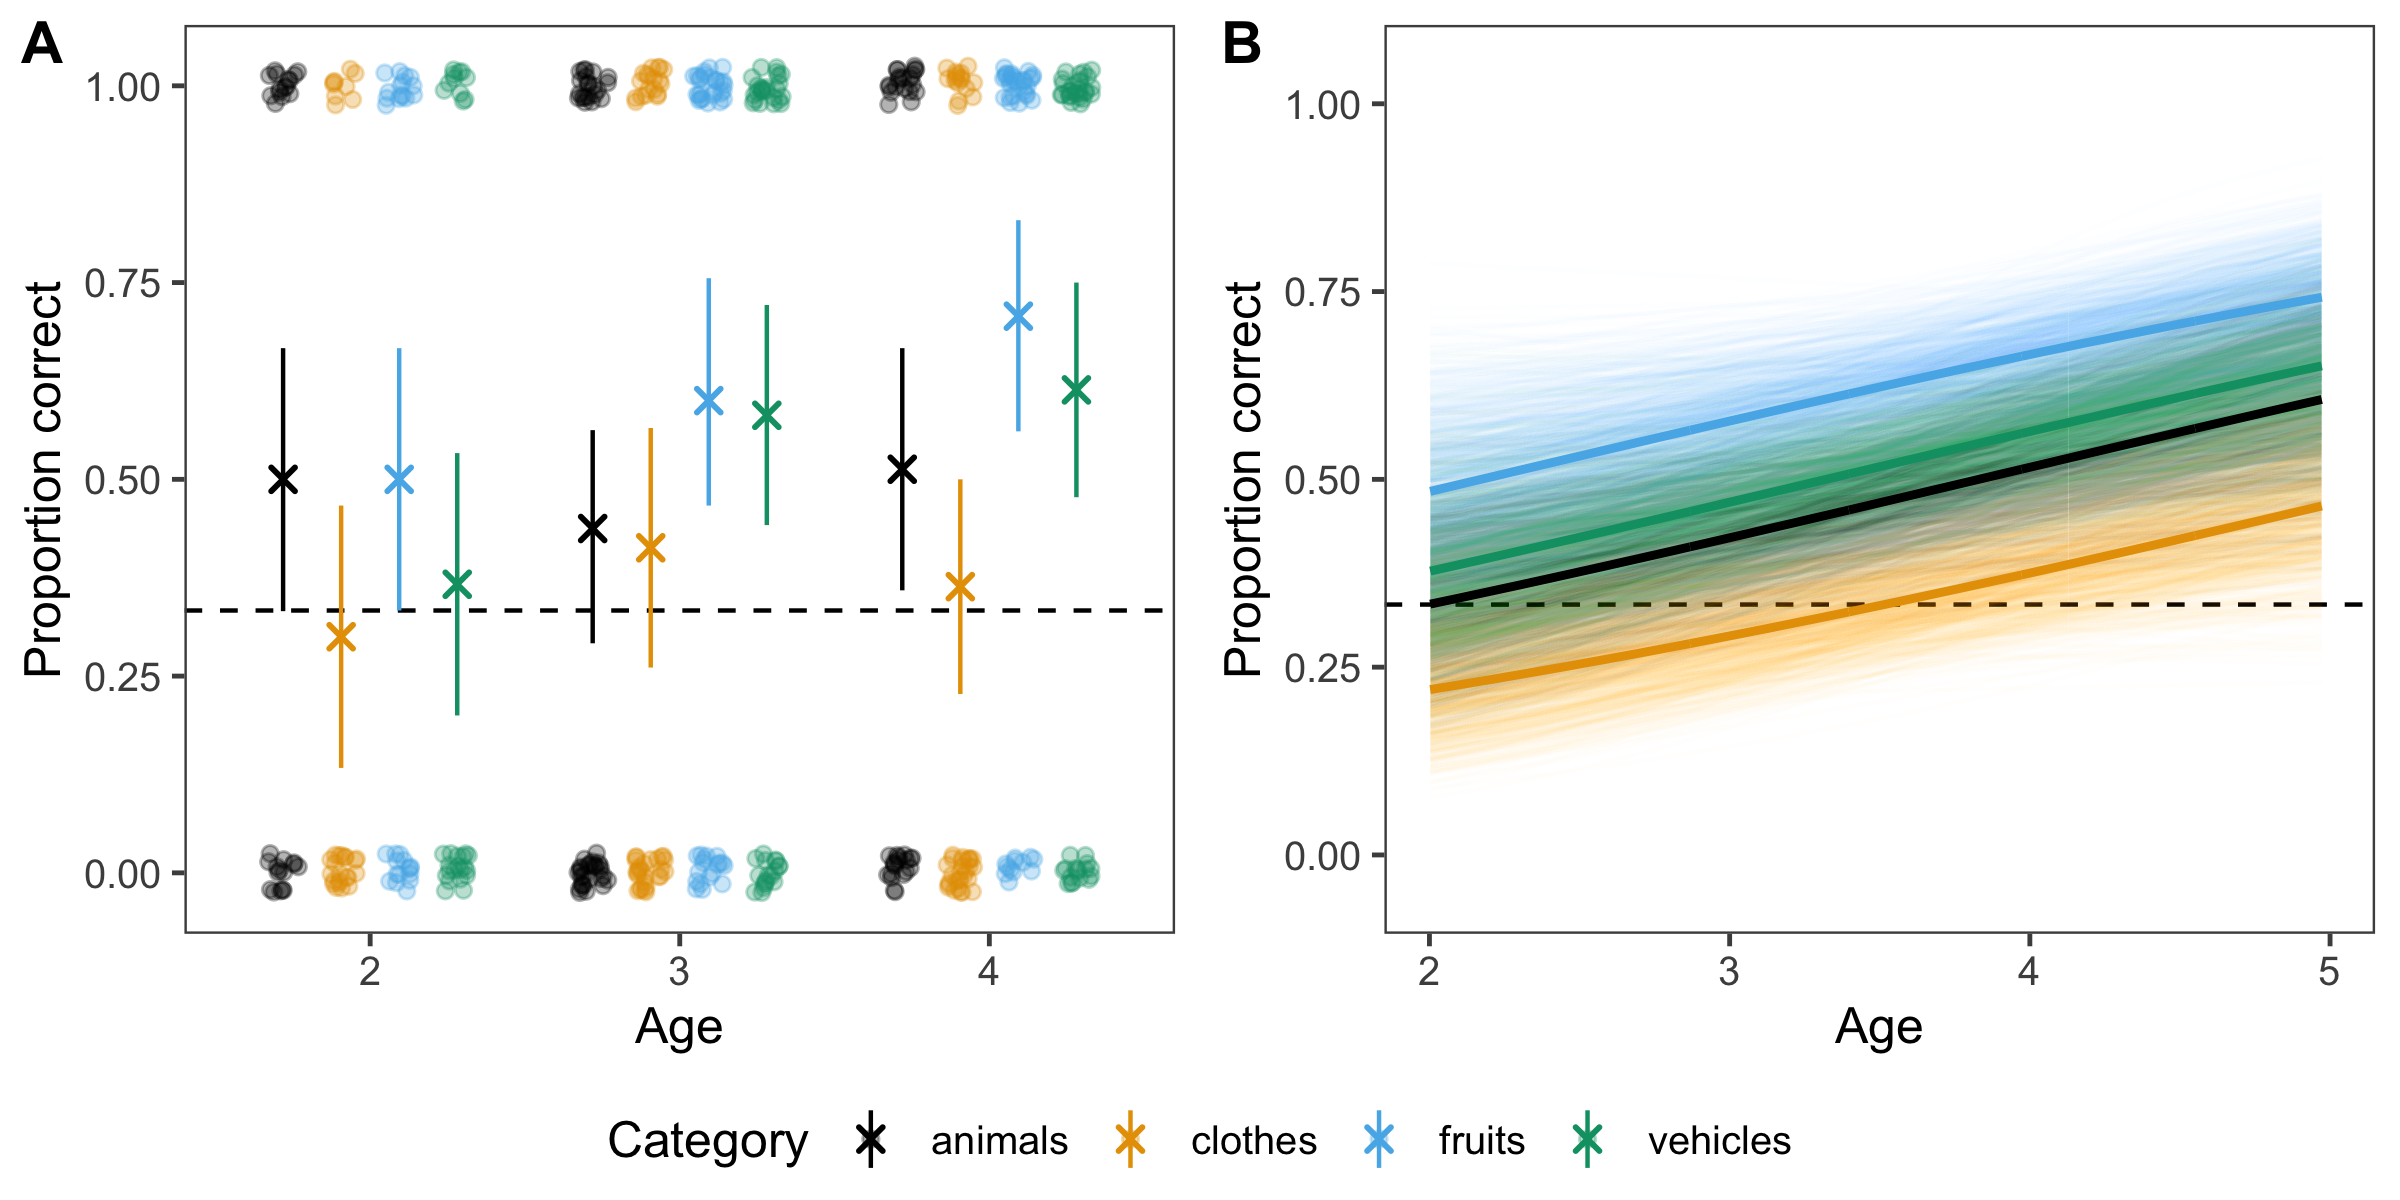 A
Proportion correct
1.00
0.75
0.50
0.25
0.00
2 3 4
Age
B
Proportion correct
1.00
0.75
0.50
0.25
0.00
2 3 4 5
Age
Category animals clothes fruits vehicles